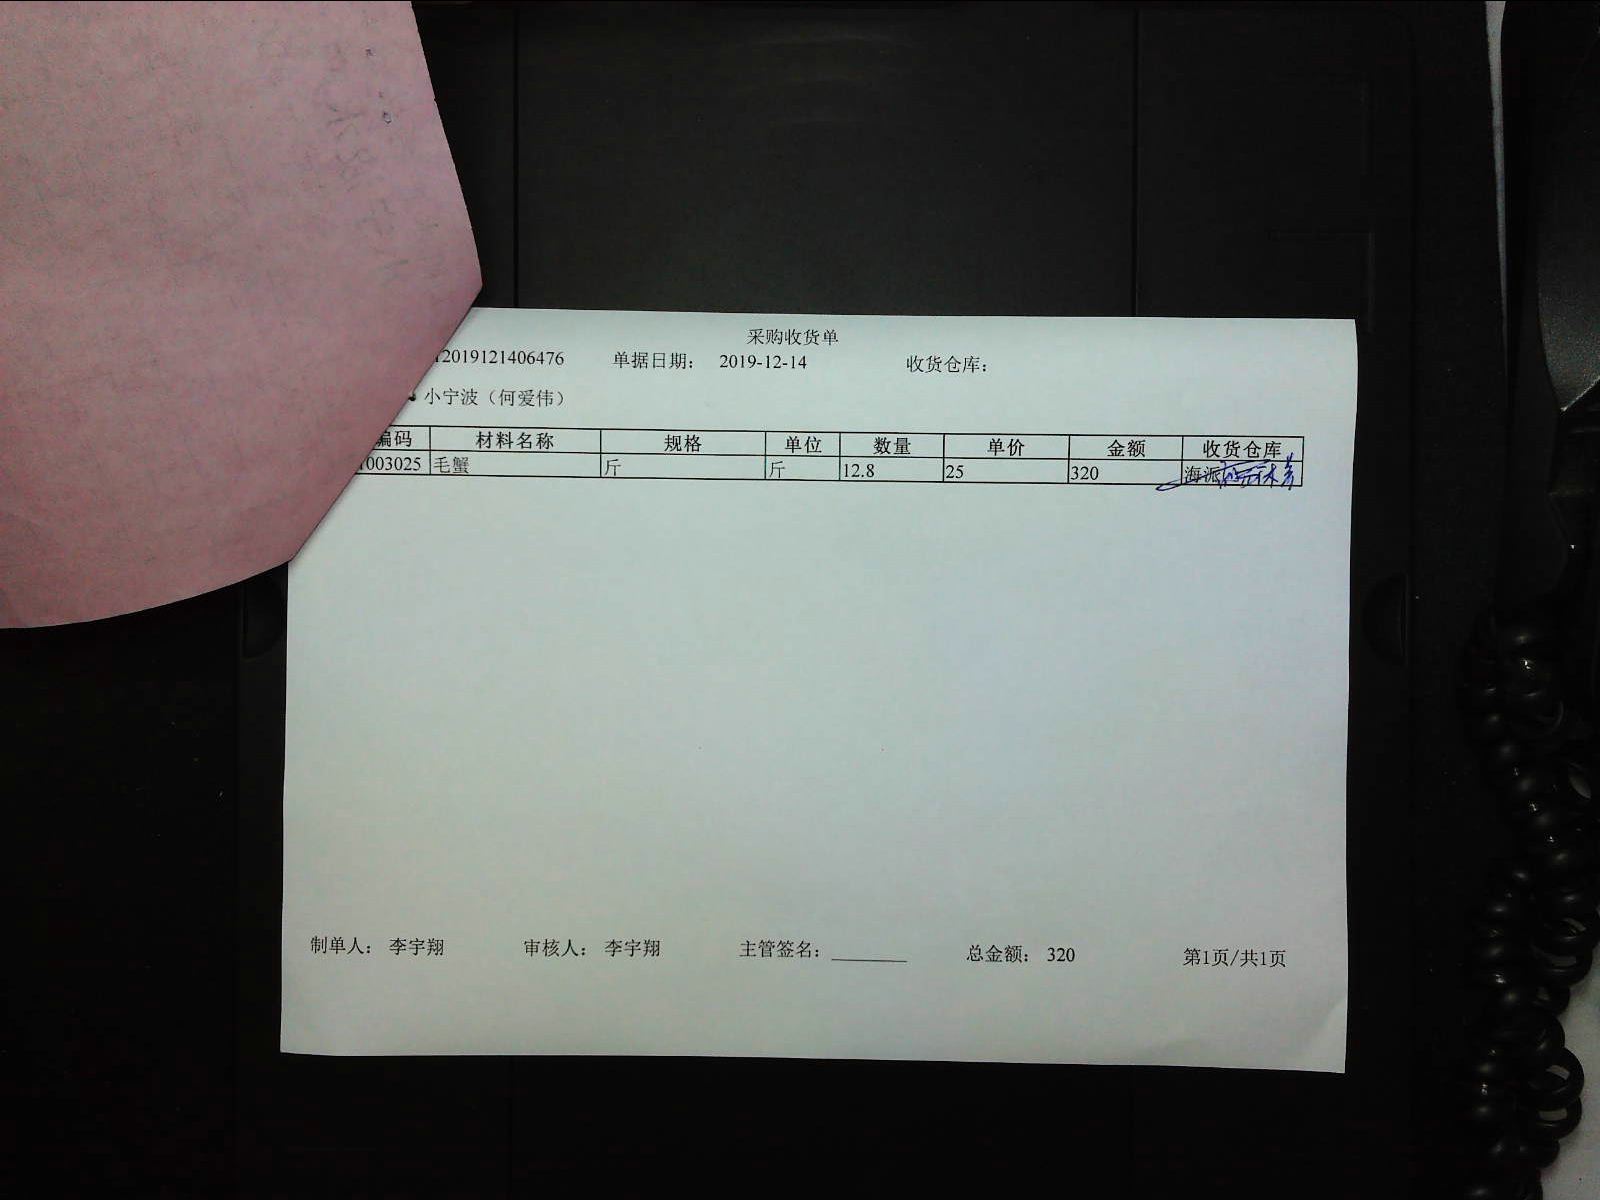 采购收货单
2019121406476 单据日期： 2019-12-14 收货仓库：
小宁波（何爱伟）
编码 材料名称 规格 单位 数量 单价 金额 收货仓库
1003025 毛蟹 斤 斤 12.8 25 320 海派
制单人： 李宇翔 审核人： 李宇翔 主管签名： 总金额： 320 第1页/共1页